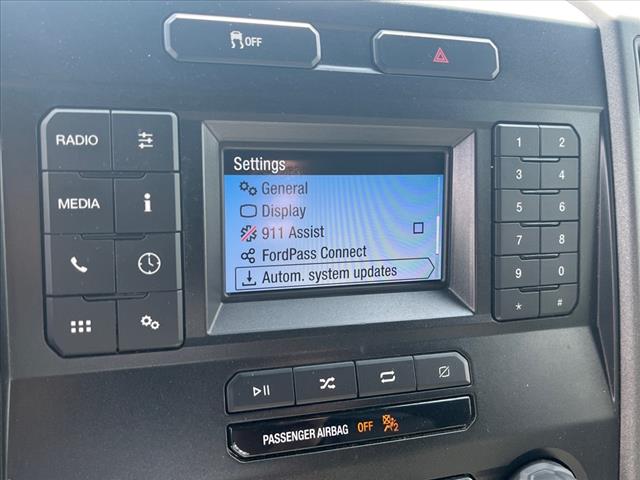 OFF
RADIO
MEDIA
Settings
General
Display
911 Assist
FordPass Connect
Autom. system updates
1 2
3 4
5 6
7 8
9 0
* #
PASSENGER AIRBAG OFF 2